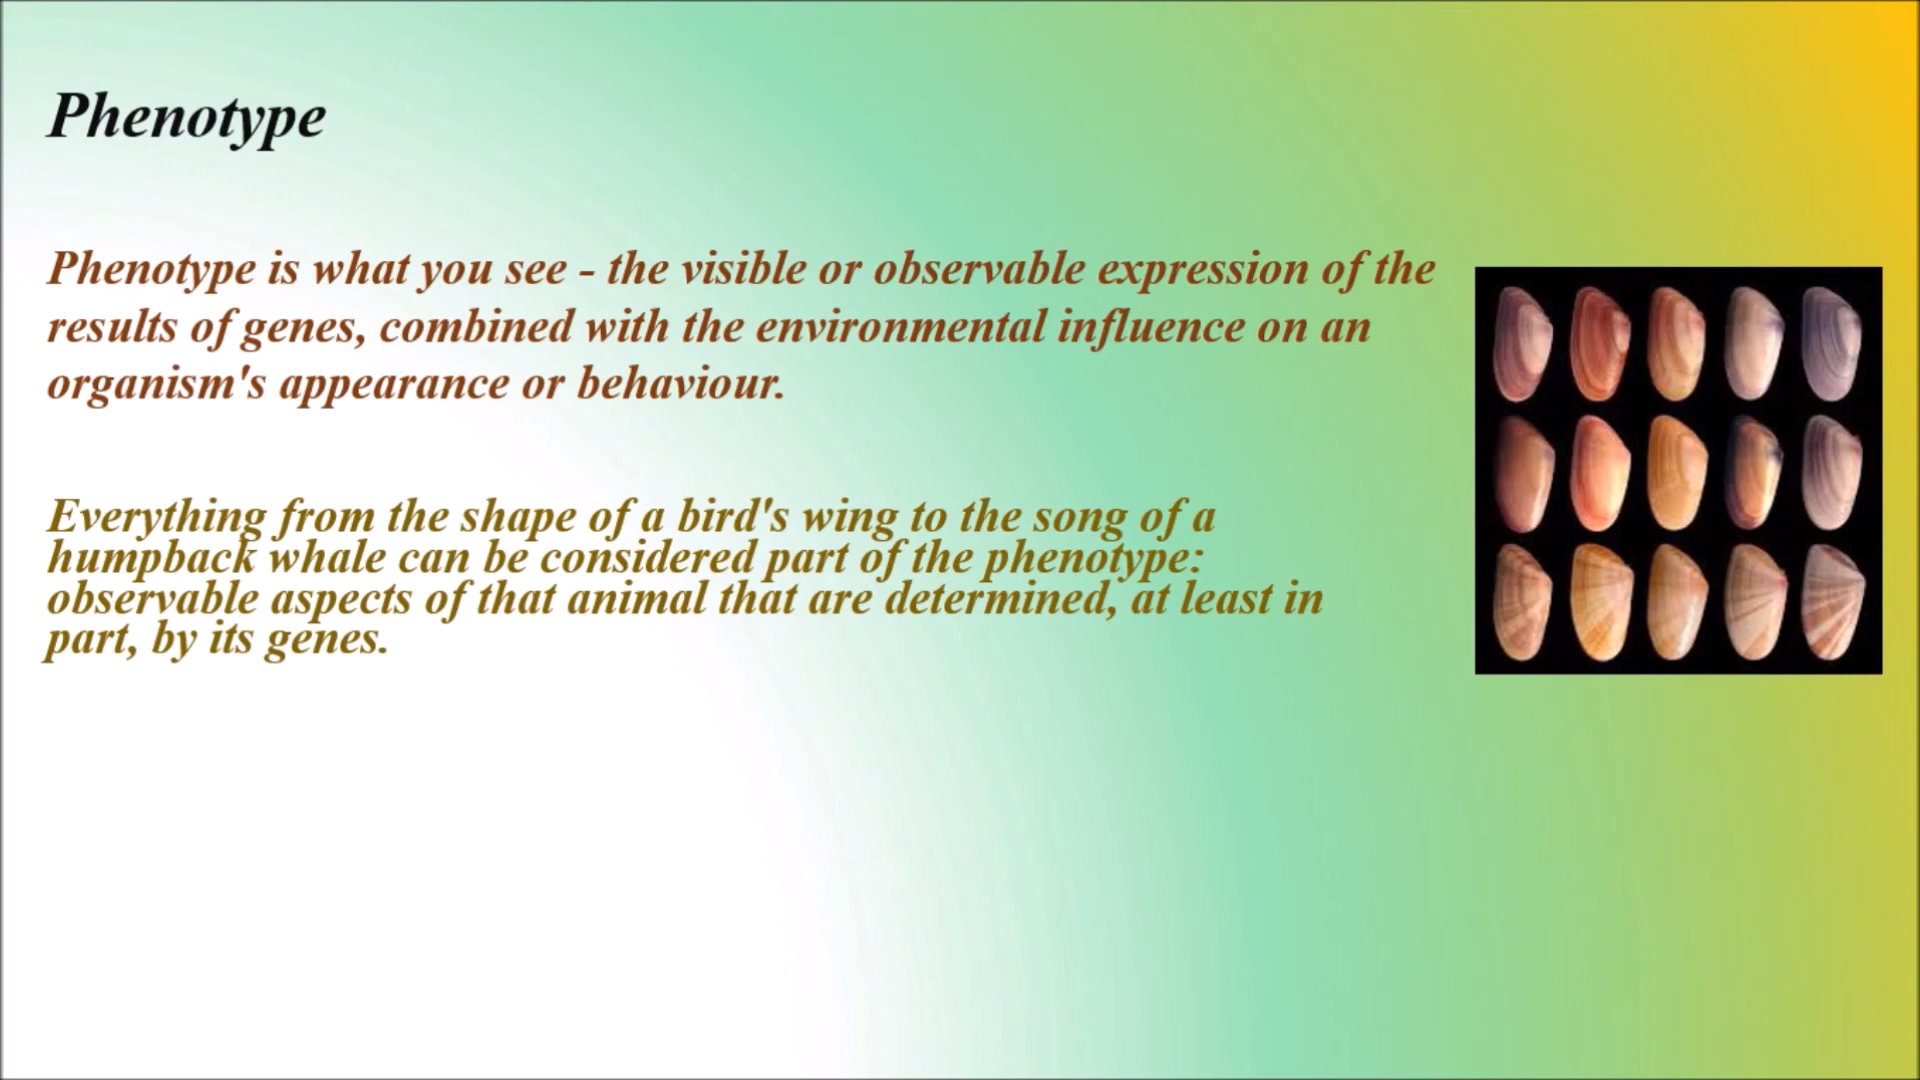 Phenotype
Phenotype is what you see - the visible or observable expression of the
results of genes, combined with the environmental influence on an
organism's appearance or behaviour.
Everything from the shape of a bird's wing to the song of a
humpback whale can be considered part of the phenotype:
observable aspects of that animal that are determined, at least in
part, by its genes.